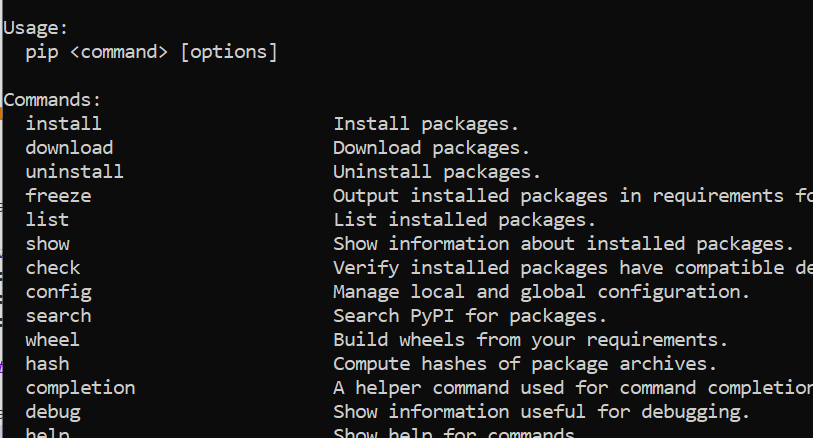 Usage:
pip <command> [options]
Commands:
install Install packages.
download Download packages.
uninstall Uninstall packages.
freeze Output installed packages in requirements fo
list List installed packages.
show Show information about installed packages.
check Verify installed packages have compatible de
config Manage local and global configuration.
search Search PyPI for packages.
wheel Build wheels from your requirements.
hash Compute hashes of package archives.
completion A helper command used for command completion
debug Show information useful for debugging.
help Show help for commands